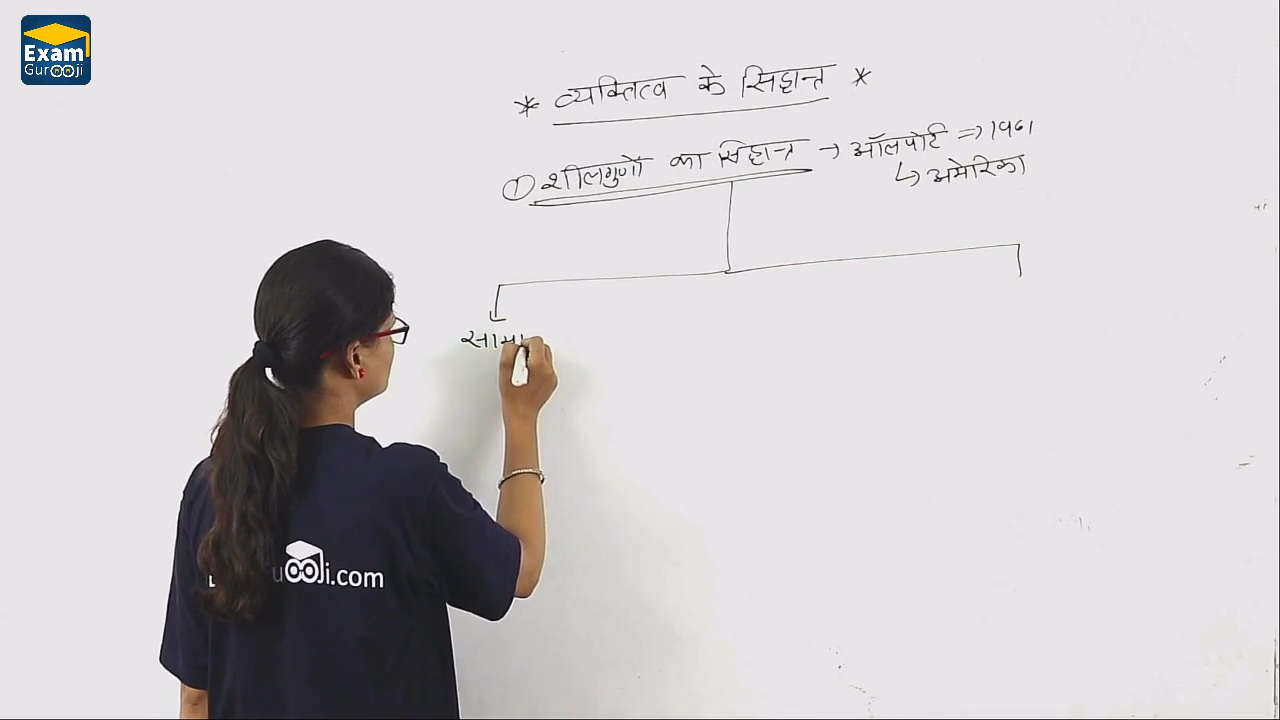 Exam
Gurooji
* व्यक्तित्व के सिद्धान्त *
① शीलगुणों का सिद्धान्त → ऑलपोर्ट => 1961
↳ अमेरिका
सामा
uooji.com